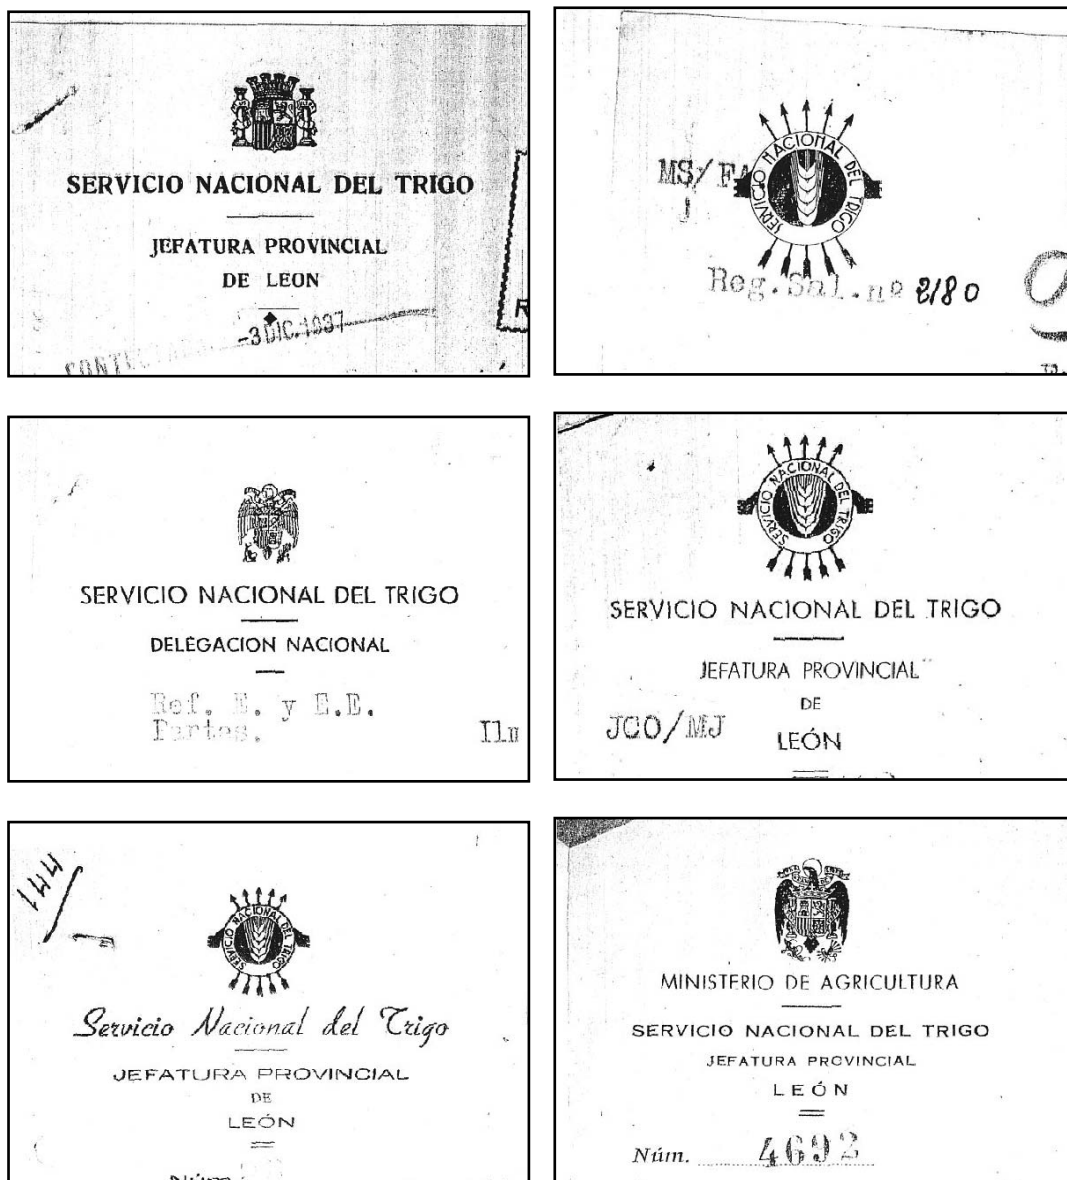 SERVICIO NACIONAL DEL TRIGO
JEFATURA PROVINCIAL
DE LEON
-3 DIC. 1937
R
SERVICIO NACIONAL DEL TRIGO
MS/FA
Reg. Sal. nº 2180
SERVICIO NACIONAL DEL TRIGO
DELEGACION NACIONAL
Ref. E. y E.E.
Partes.
SERVICIO NACIONAL DEL TRIGO
SERVICIO NACIONAL DEL TRIGO
JEFATURA PROVINCIAL
DE
JCO/MJ
LEÓN
144
SERVICIO NACIONAL DEL TRIGO
Servicio Nacional del Trigo
JEFATURA PROVINCIAL
DE
LEÓN
MINISTERIO DE AGRICULTURA
SERVICIO NACIONAL DEL TRIGO
JEFATURA PROVINCIAL
LEÓN
Núm. 4692